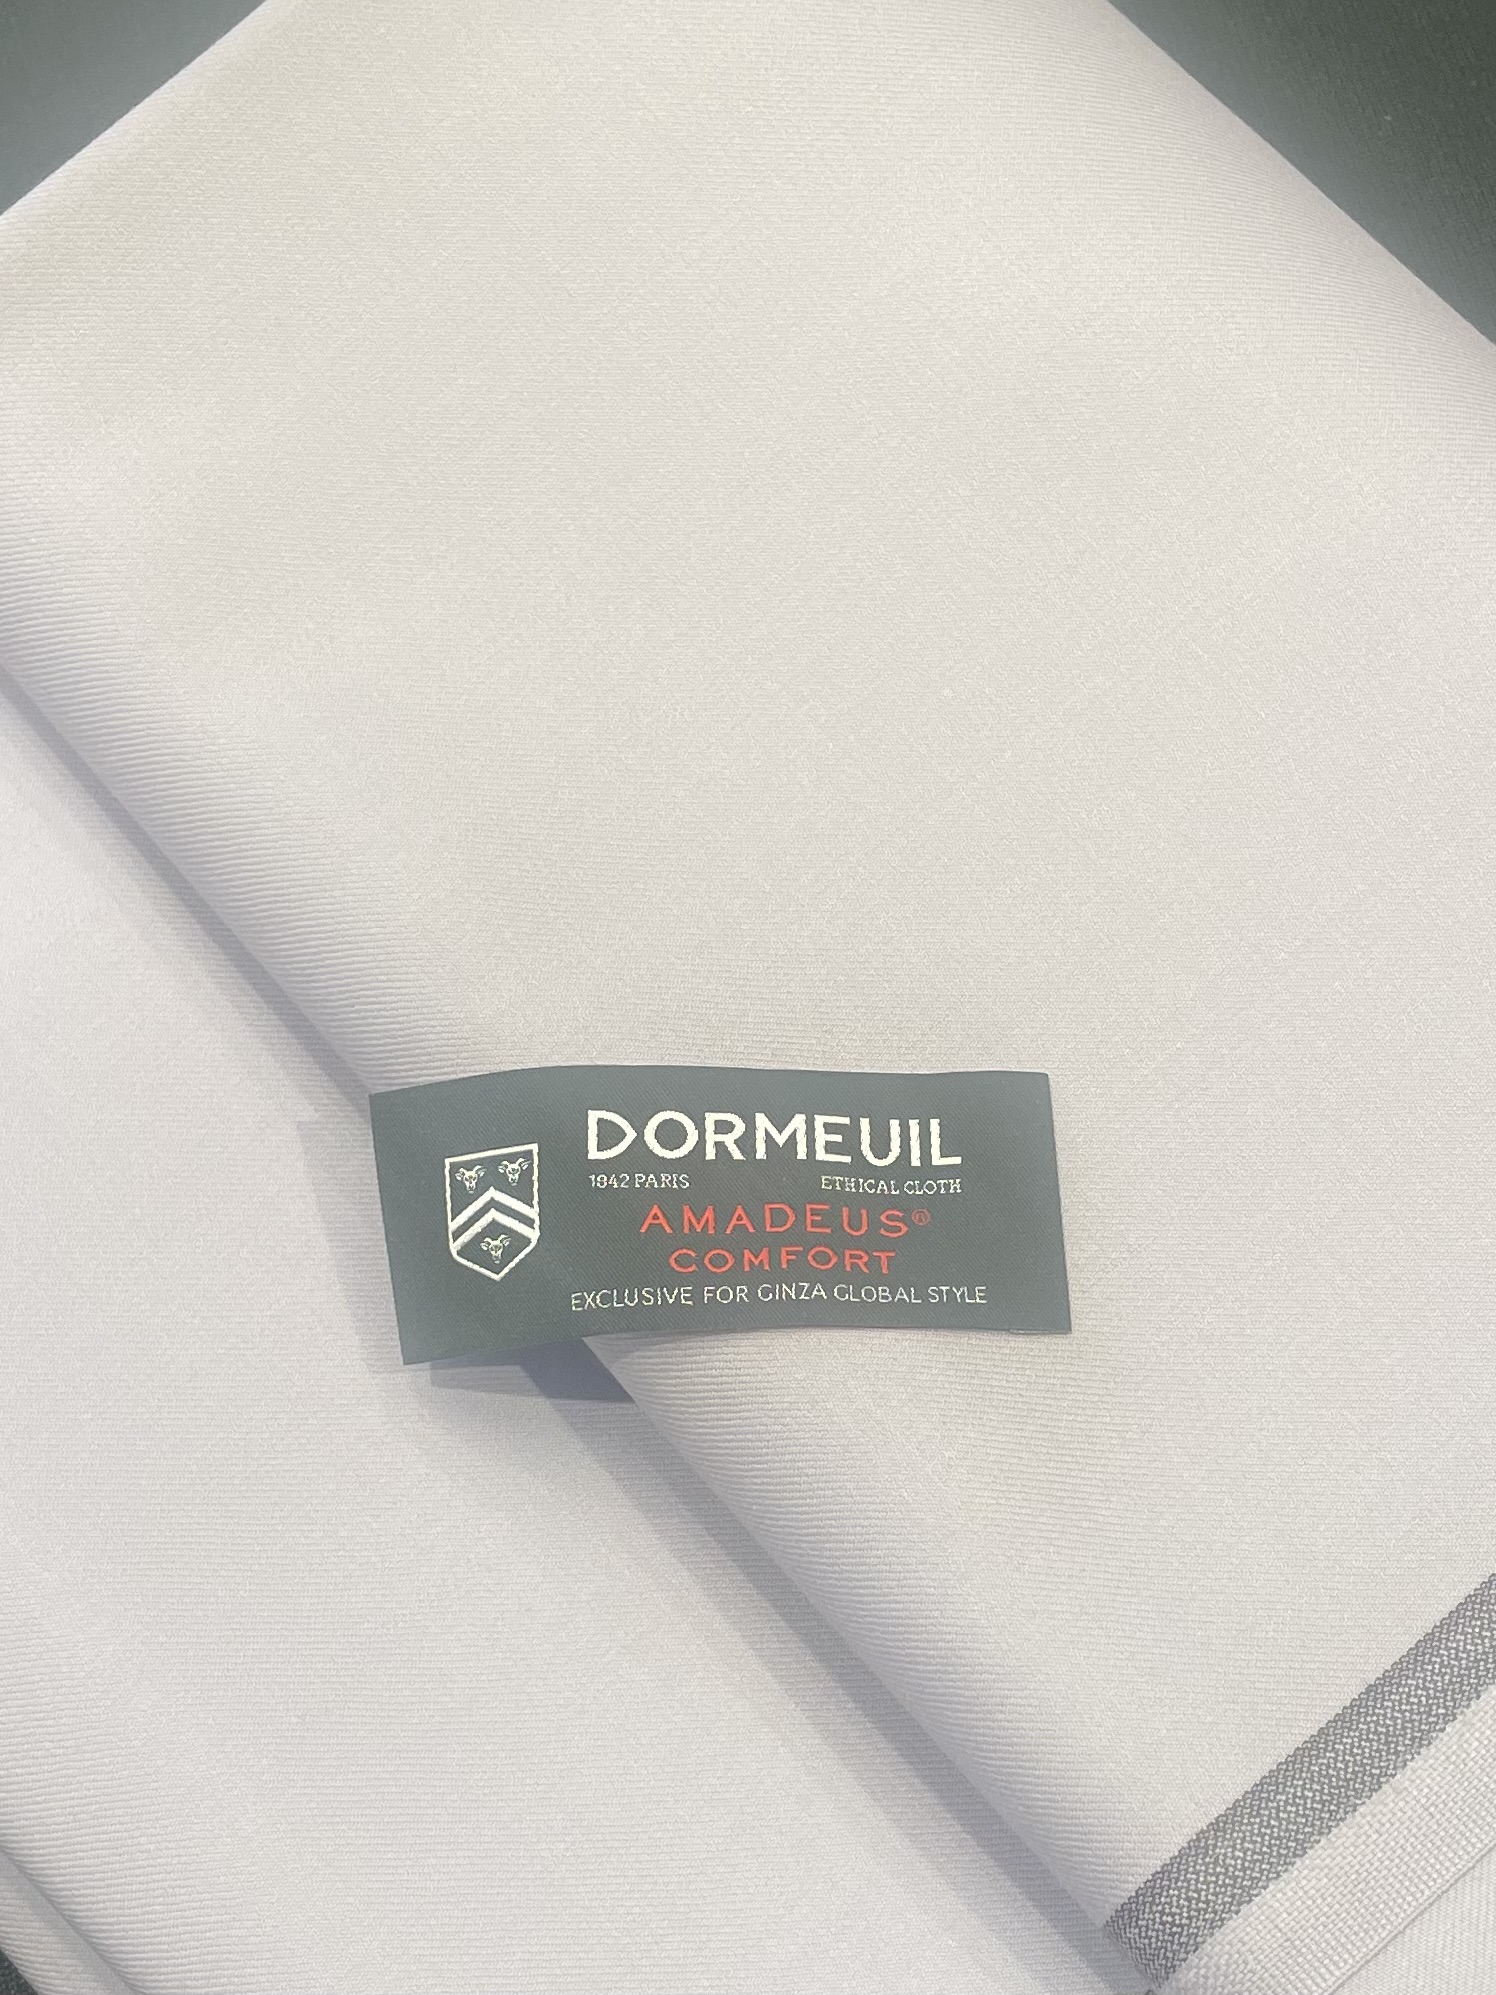 DORMEUIL
1842 PARIS ETHICAL CLOTH
AMADEUS®
COMFORT
EXCLUSIVE FOR GINZA GLOBAL STYLE